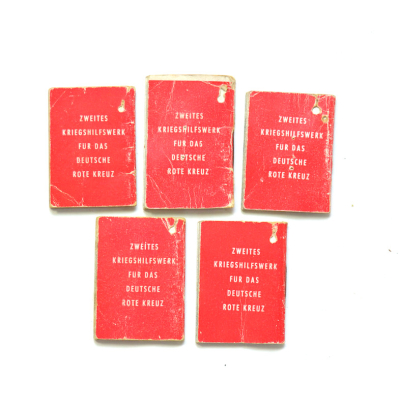 ZWEITES
KRIEGSHILFSWERK
FÜR DAS
DEUTSCHE
ROTE KREUZ
ZWEITES
KRIEGSHILFSWERK
FÜR DAS
DEUTSCHE
ROTE KREUZ
ZWEITES
KRIEGSHILFSWERK
FÜR DAS
DEUTSCHE
ROTE KREUZ
ZWEITES
KRIEGSHILFSWERK
FÜR DAS
DEUTSCHE
ROTE KREUZ
ZWEITES
KRIEGSHILFSWERK
FÜR DAS
DEUTSCHE
ROTE KREUZ